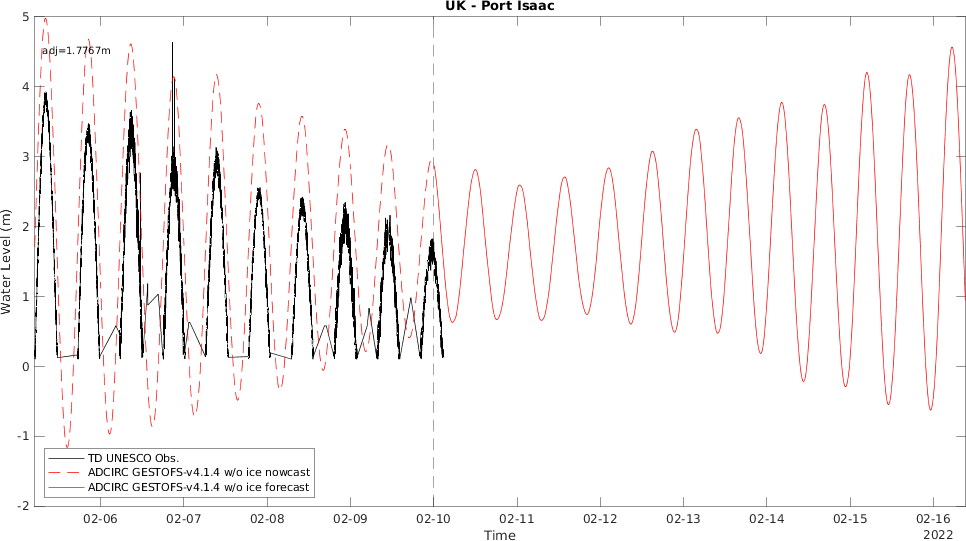 UK - Port Isaac
adj=1.7767m
Water Level (m)
5
4
3
2
1
0
-1
-2
TD UNESCO Obs.
ADCIRC GESTOFS-v4.1.4 w/o ice nowcast
ADCIRC GESTOFS-v4.1.4 w/o ice forecast
02-06 02-07 02-08 02-09 02-10 02-11 02-12 02-13 02-14 02-15 02-16
Time
2022